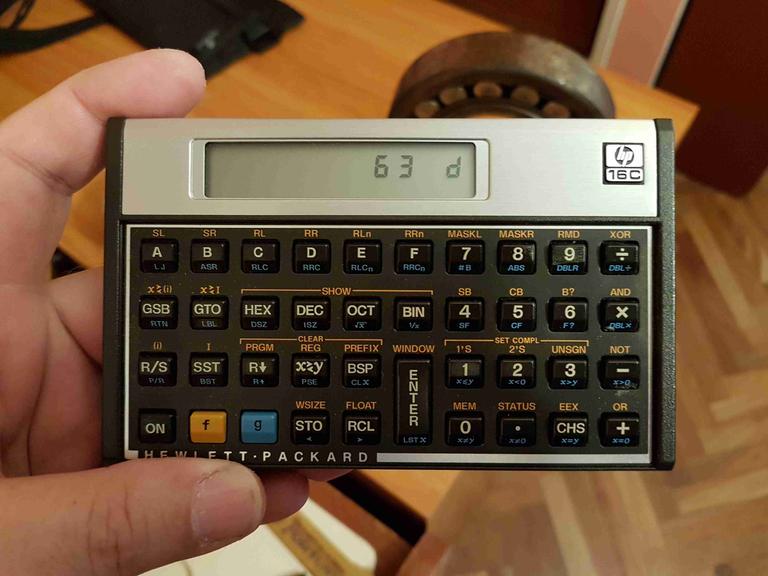 63 d
hp
16C
SL SR RL RR RLn RRn MASKL MASKR RMD XOR
A B C D E F 7 8 9 ÷
LJ ASR RLC RRC RLCn RRCn #B ABS DBLR DBL÷
x≷(i) x≷I SHOW SB CB B? AND
GSB GTO HEX DEC OCT BIN 4 5 6 ×
RTN LBL DSZ ISZ √x 1/x SF CF F? DBL×
CLEAR SET COMPL
(i) I PRGM REG PREFIX WINDOW 1'S 2'S UNSGN NOT
R/S SST R↓ x≷y BSP ENTER 1 2 3 −
P/R BST R↑ PSE CLX x≤y x<0 x>y x>0
WSIZE FLOAT MEM STATUS EEX OR
ON f g STO RCL 0 · CHS +
< > LSTX x≠y x≠0 x=y x=0
HEWLETT·PACKARD